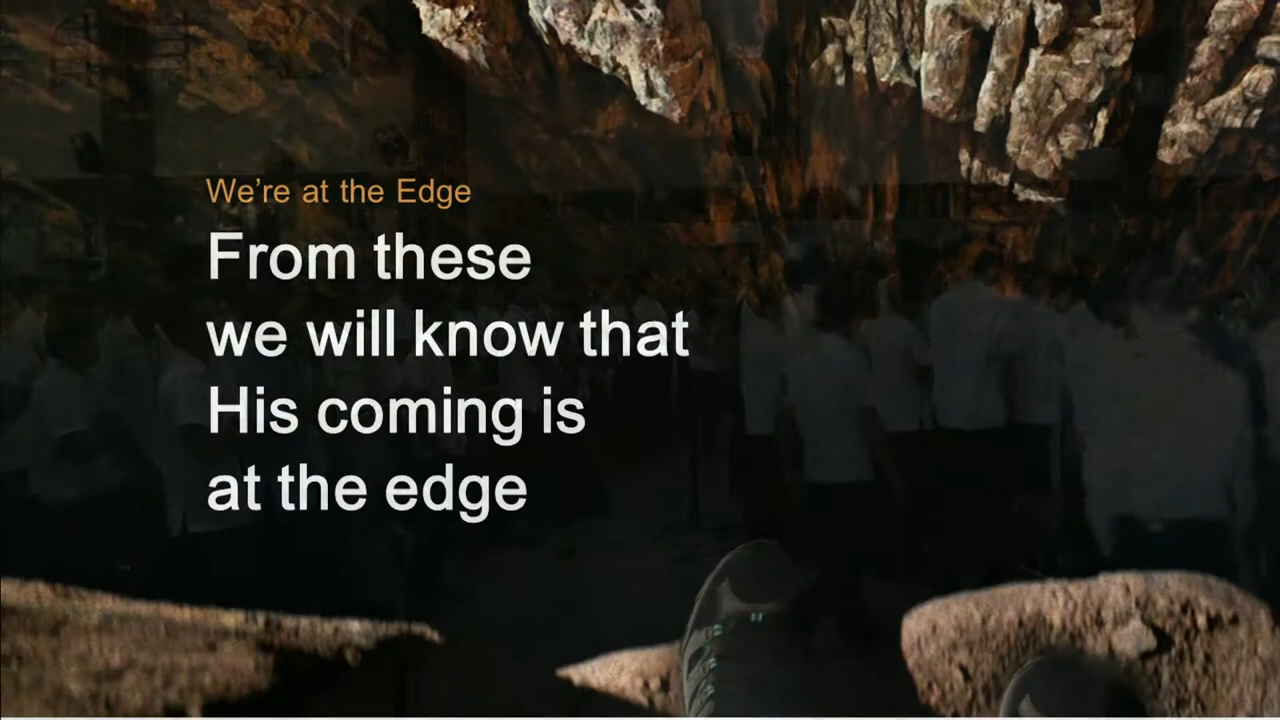 We’re at the Edge
From these
we will know that
His coming is
at the edge